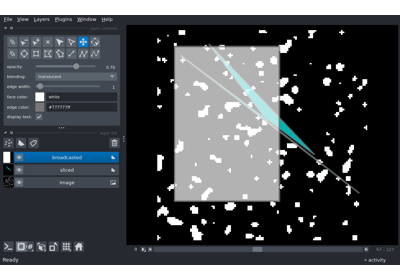 File View Layers Plugins Window Help
opacity: 0.70
blending: translucent
edge width: 1
face color: white
edge color: #777777ff
display text:
broadcasted
sliced
image
Ready
activity